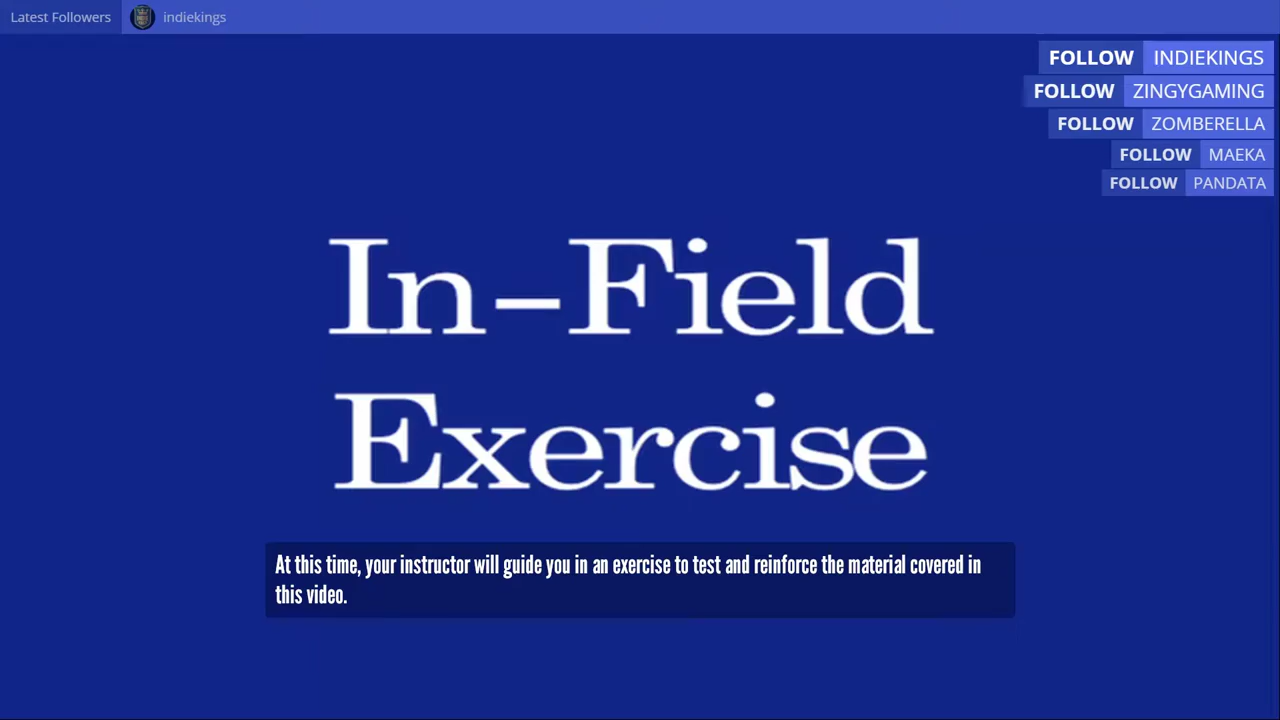 Latest Followers indiekings
FOLLOW INDIEKINGS
FOLLOW ZINGYGAMING
FOLLOW ZOMBERELLA
FOLLOW MAEKA
FOLLOW PANDATA
In-Field
Exercise
At this time, your instructor will guide you in an exercise to test and reinforce the material covered in
this video.